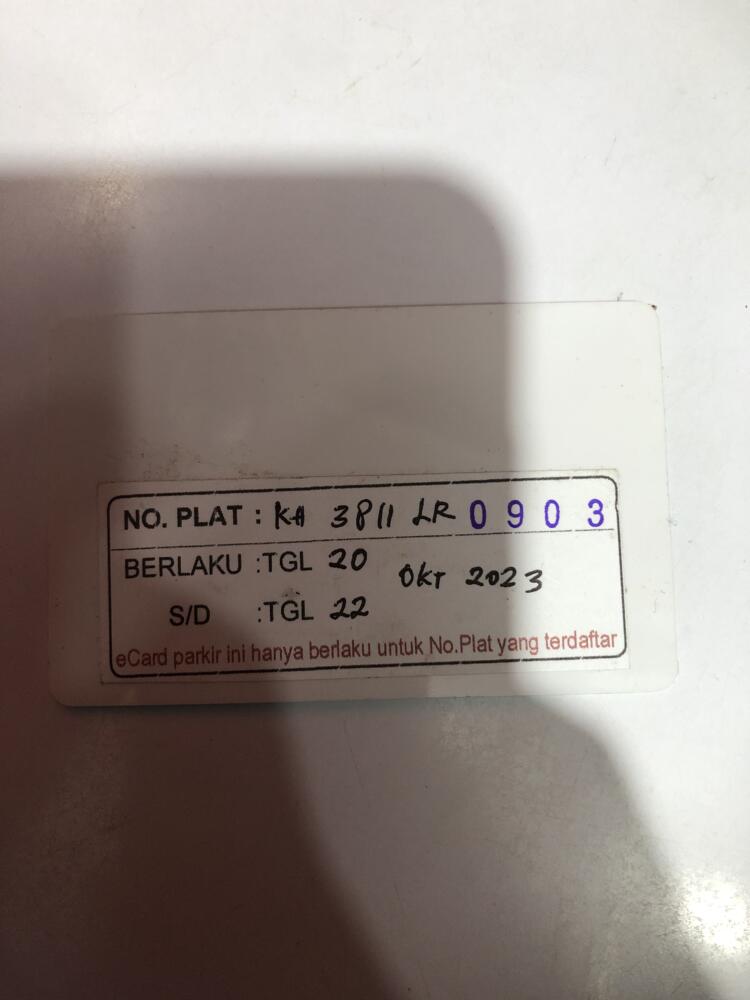 NO. PLAT : KH 3811 LR 0903
BERLAKU :TGL 20 Okt 2023
S/D :TGL 22
eCard parkir ini hanya berlaku untuk No.Plat yang terdaftar